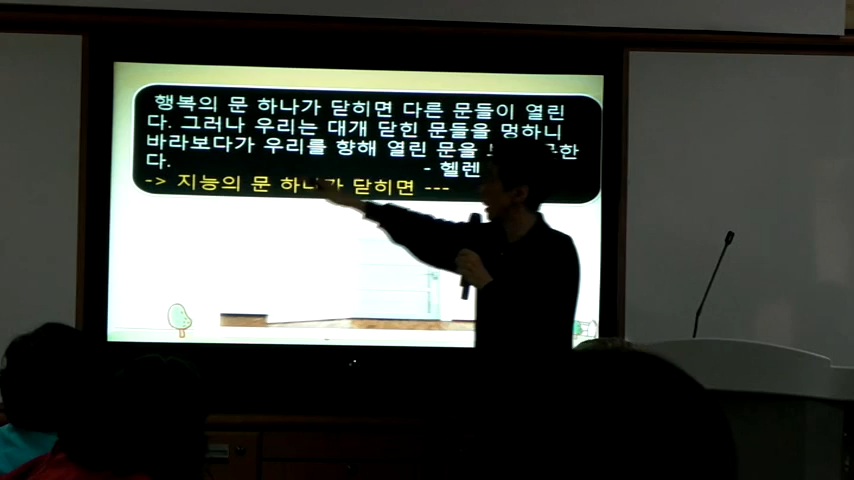 행복의 문 하나가 닫히면 다른 문들이 열린
다. 그러나 우리는 대개 닫힌 문들을 멍하니
바라보다가 우리를 향해 열린 문을
다. - 헬렌
-> 지능의 문 하나가 닫히면 ---